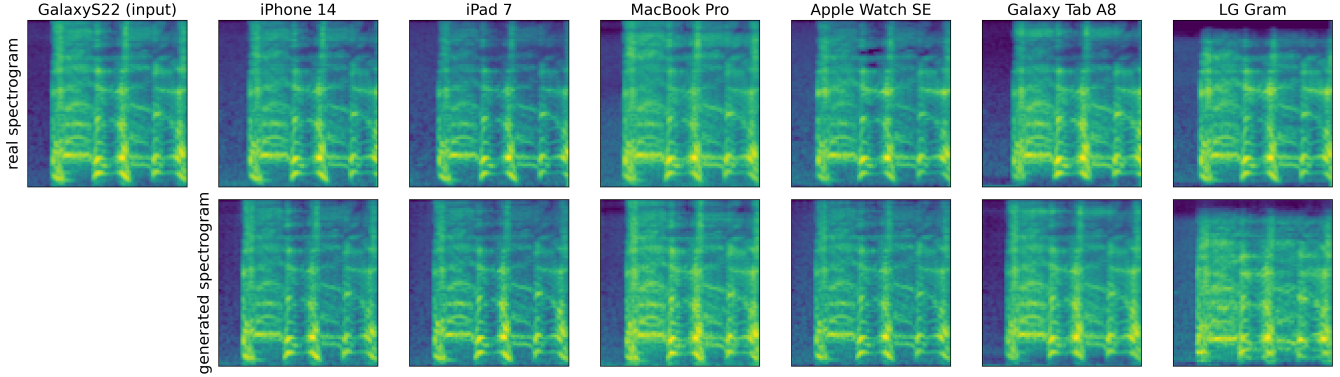 GalaxyS22 (input)
iPhone 14
iPad 7
MacBook Pro
Apple Watch SE
Galaxy Tab A8
LG Gram
real spectrogram
generated spectrogram